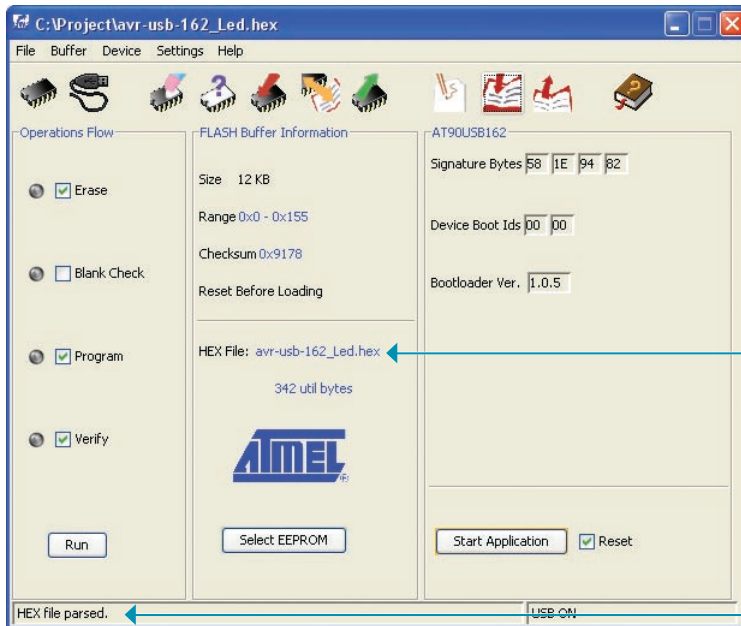 C:\Project\avr-usb-162_Led.hex
File Buffer Device Settings Help
Operations Flow
Erase
Blank Check
Program
Verify
Run
FLASH Buffer Information
Size 12 KB
Range 0x0 - 0x155
Checksum 0x9178
Reset Before Loading
HEX File: avr-usb-162_Led.hex
342 util bytes
ATMEL ®
Select EEPROM
AT90USB162
Signature Bytes 58 1E 94 82
Device Boot Ids 00 00
Bootloader Ver. 1.0.5
Start Application Reset
HEX file parsed. USB ON